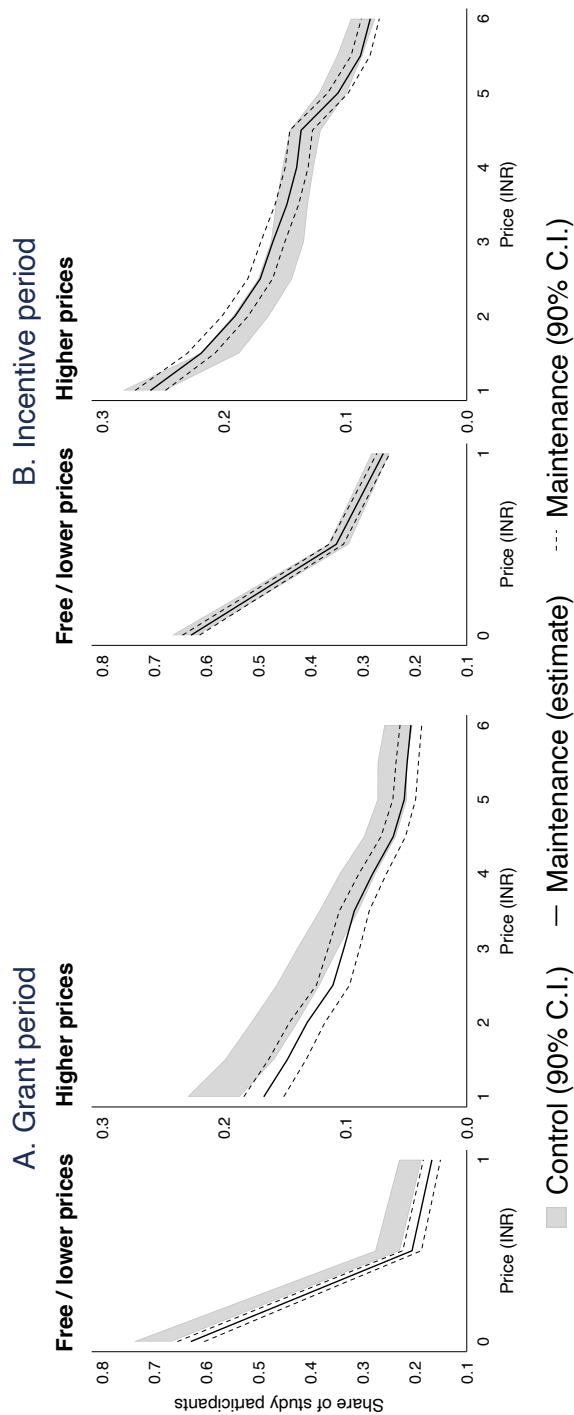 A. Grant period
Free / lower prices
Share of study participants
0.8
0.7
0.6
0.5
0.4
0.3
0.2
0.1
0 1
Price (INR)
Higher prices
0.3
0.2
0.1
0.0
1 2 3 4 5 6
Price (INR)
B. Incentive period
Free / lower prices
0.8
0.7
0.6
0.5
0.4
0.3
0.2
0.1
0 1
Price (INR)
Higher prices
0.3
0.2
0.1
0.0
1 2 3 4 5 6
Price (INR)
Control (90% C.I.) Maintenance (estimate) Maintenance (90% C.I.)